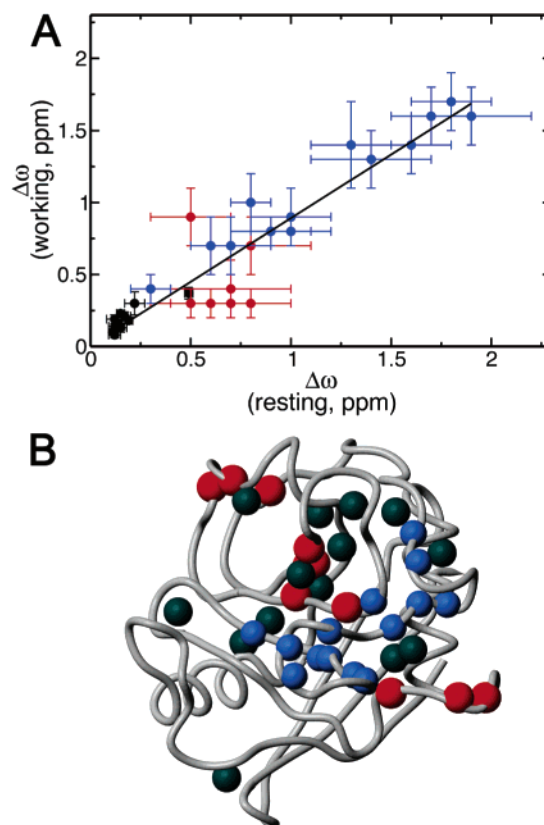 A
2
1.5
1
0.5
0
Δω
(working, ppm)
0 0.5 1 1.5 2
Δω
(resting, ppm)
B